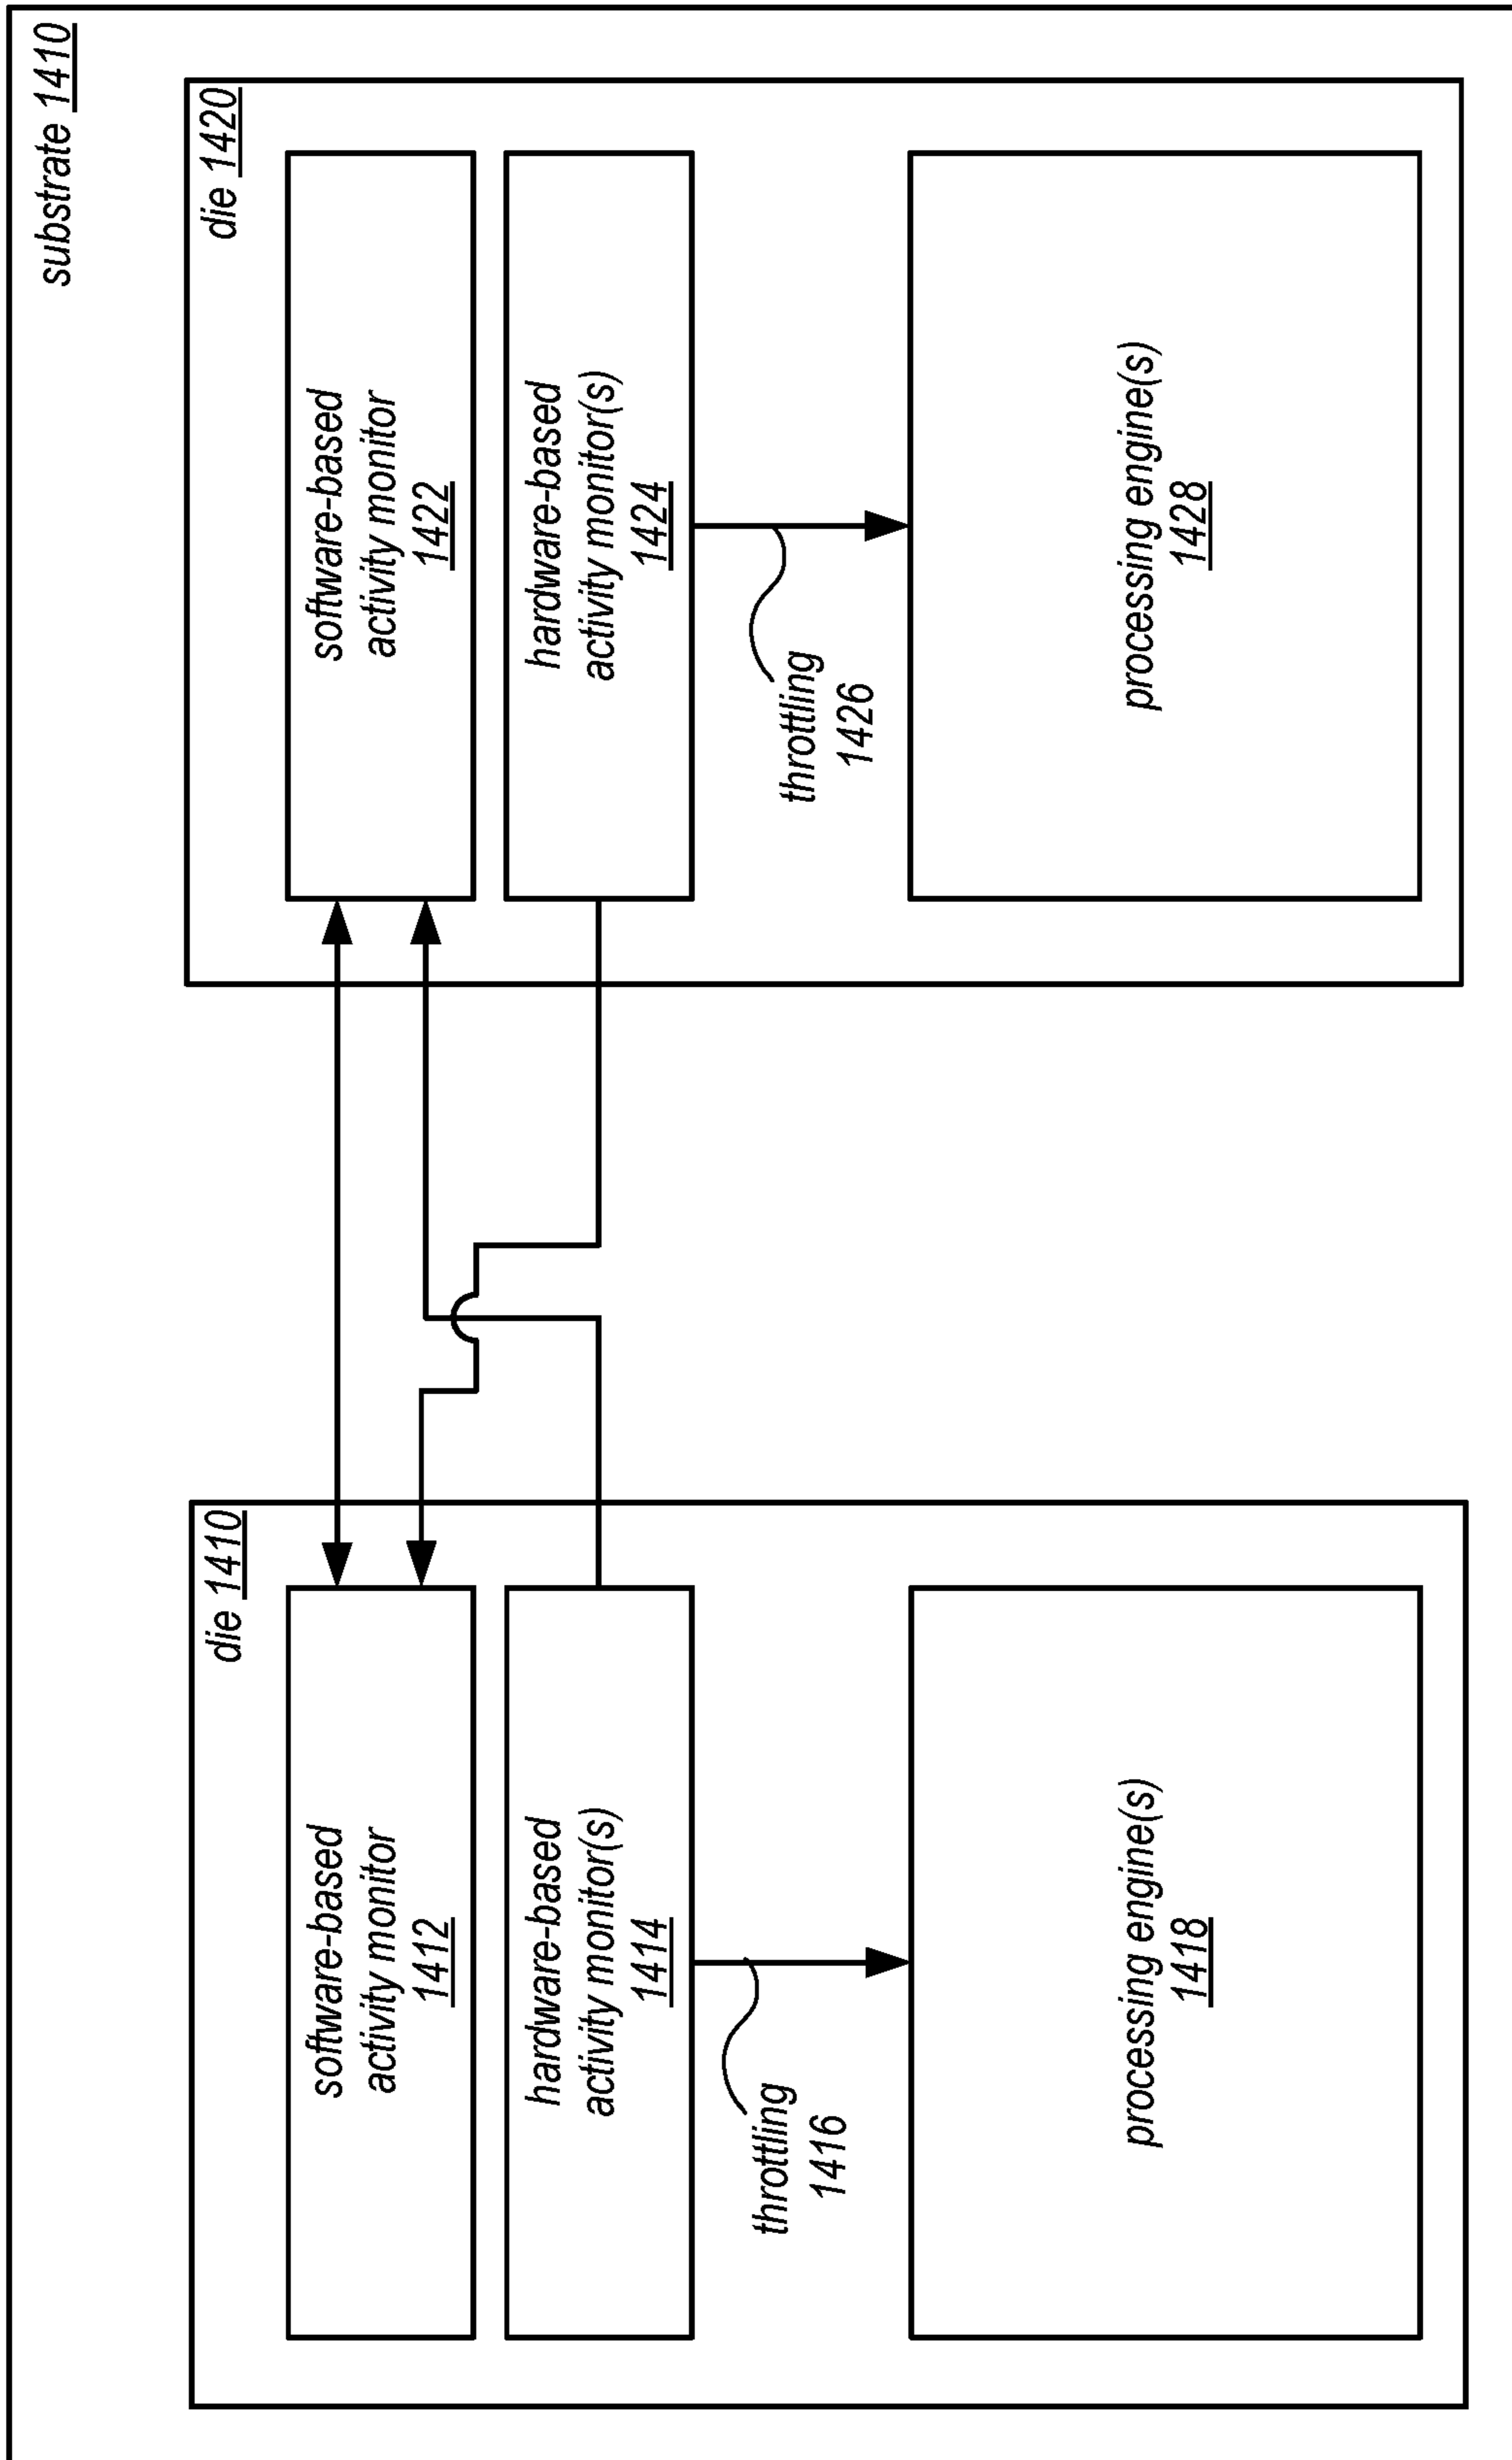 substrate 1410
die 1410
software-based
activity monitor
1412
hardware-based
activity monitor(s)
1414
throttling
1416
processing engine(s)
1418
die 1420
software-based
activity monitor
1422
hardware-based
activity monitor(s)
1424
throttling
1426
processing engine(s)
1428